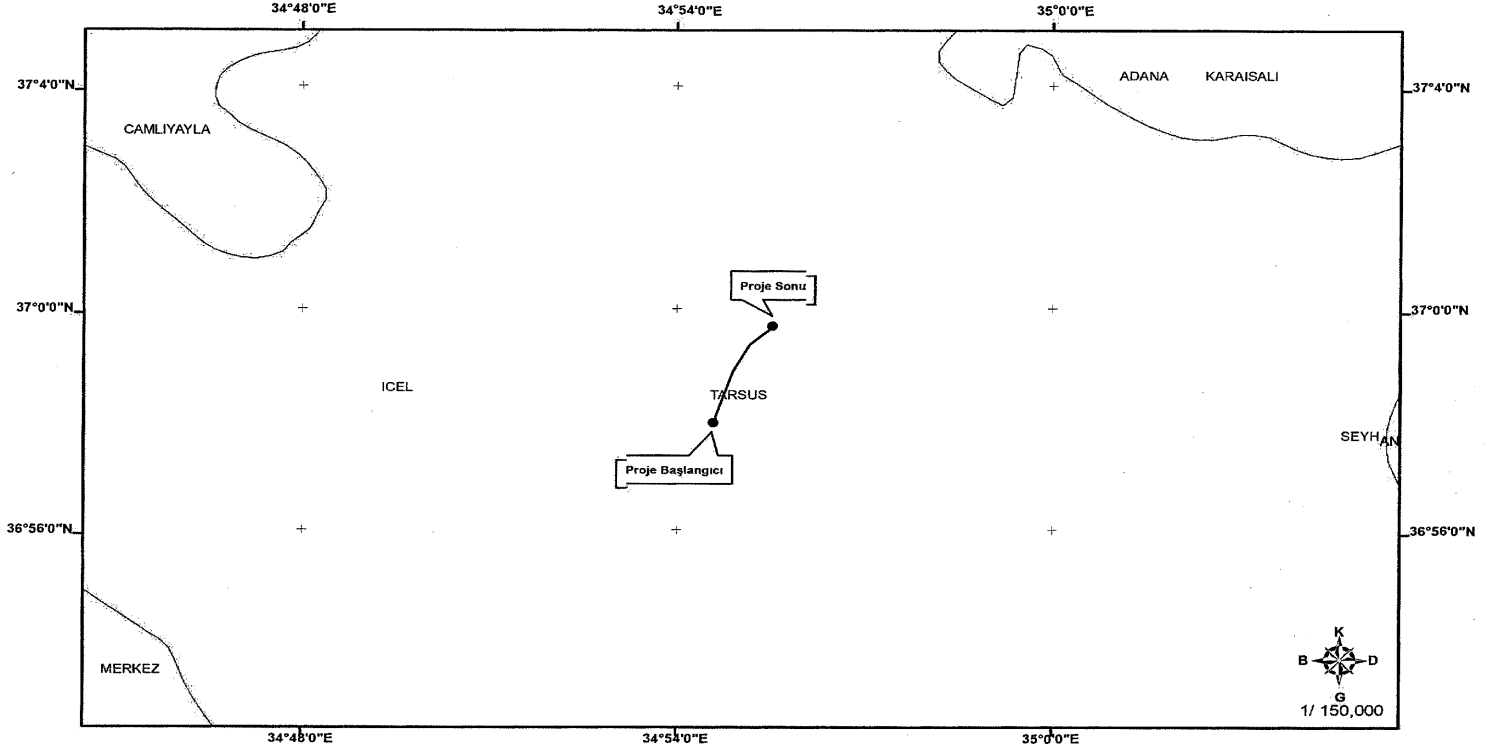 34°48'0"E
34°54'0"E
35°0'0"E
37°4'0"N
37°4'0"N
ADANA KARAISALI
CAMLIYAYLA
Proje Sonu
37°0'0"N
37°0'0"N
ICEL
TARSUS
SEYHAN
Proje Başlangıcı
36°56'0"N
36°56'0"N
MERKEZ
K
B D
G
1/ 150,000
34°48'0"E
34°54'0"E
35°0'0"E